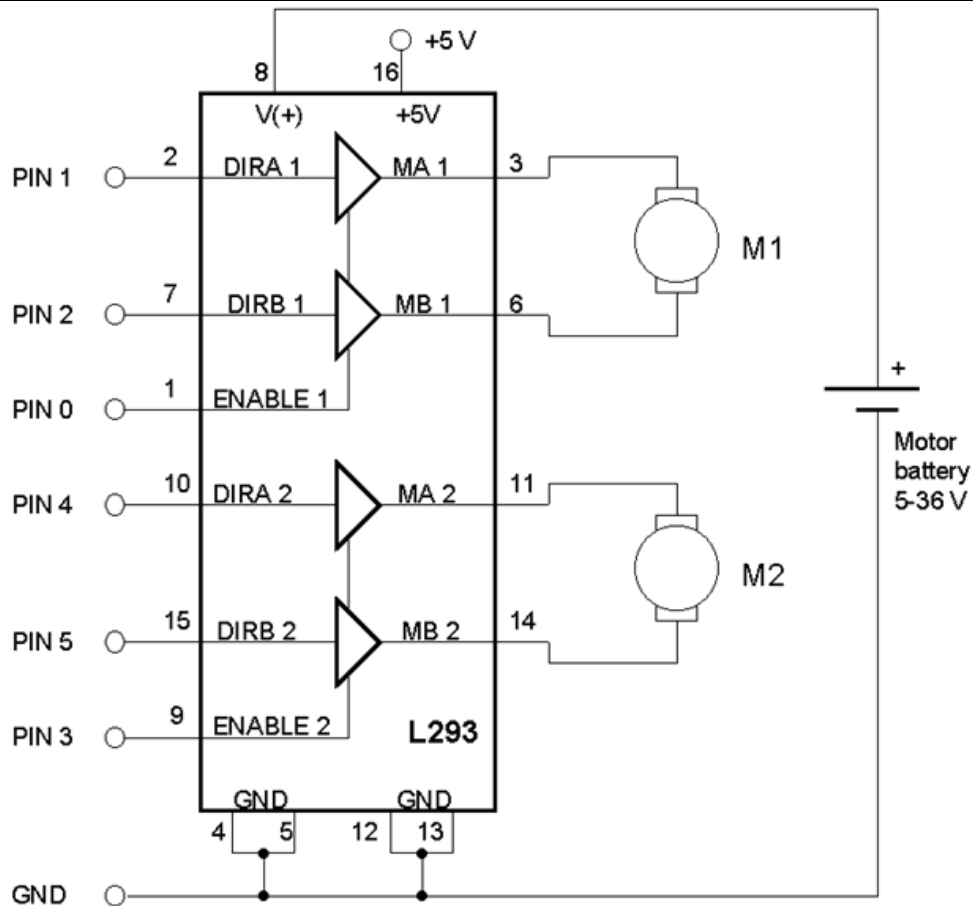 +5 V
8
16
V(+)
+5V
PIN 1
2
DIRA 1
MA 1
3
M1
PIN 2
7
DIRB 1
MB 1
6
PIN 0
1
ENABLE 1
+
Motor
battery
5-36 V
PIN 4
10
DIRA 2
MA 2
11
M2
PIN 5
15
DIRB 2
MB 2
14
PIN 3
9
ENABLE 2
L293
GND
GND
4
5
12
13
GND